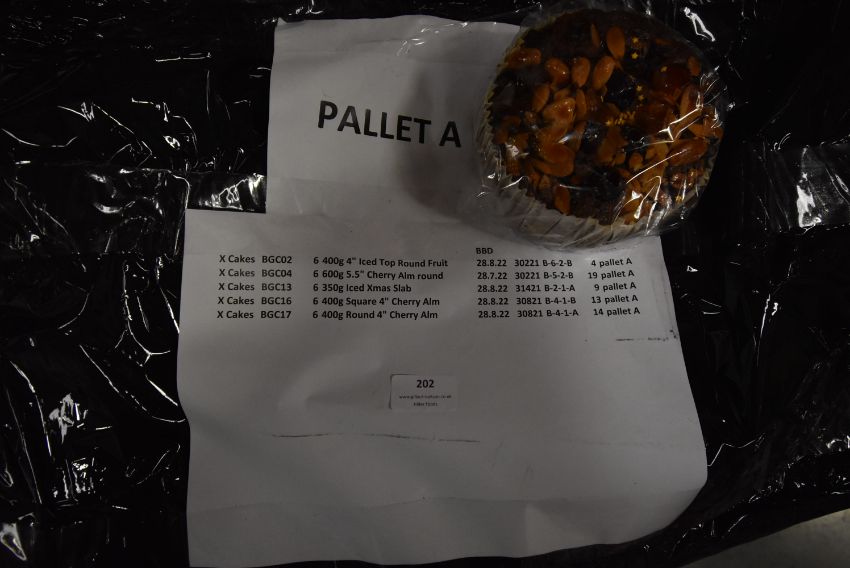 PALLET A
BBD
X Cakes BGC02 6 400g 4" Iced Top Round Fruit 28.8.22 30221 B-6-2-B 4 pallet A
X Cakes BGC04 6 600g 5.5" Cherry Alm round 28.7.22 30221 B-5-2-B 19 pallet A
X Cakes BGC13 6 350g Iced Xmas Slab 28.8.22 31421 B-2-1-A 9 pallet A
X Cakes BGC16 6 400g Square 4" Cherry Alm 28.8.22 30821 B-4-1-B 13 pallet A
X Cakes BGC17 6 400g Round 4" Cherry Alm 28.8.22 30821 B-4-1-A 14 pallet A
202